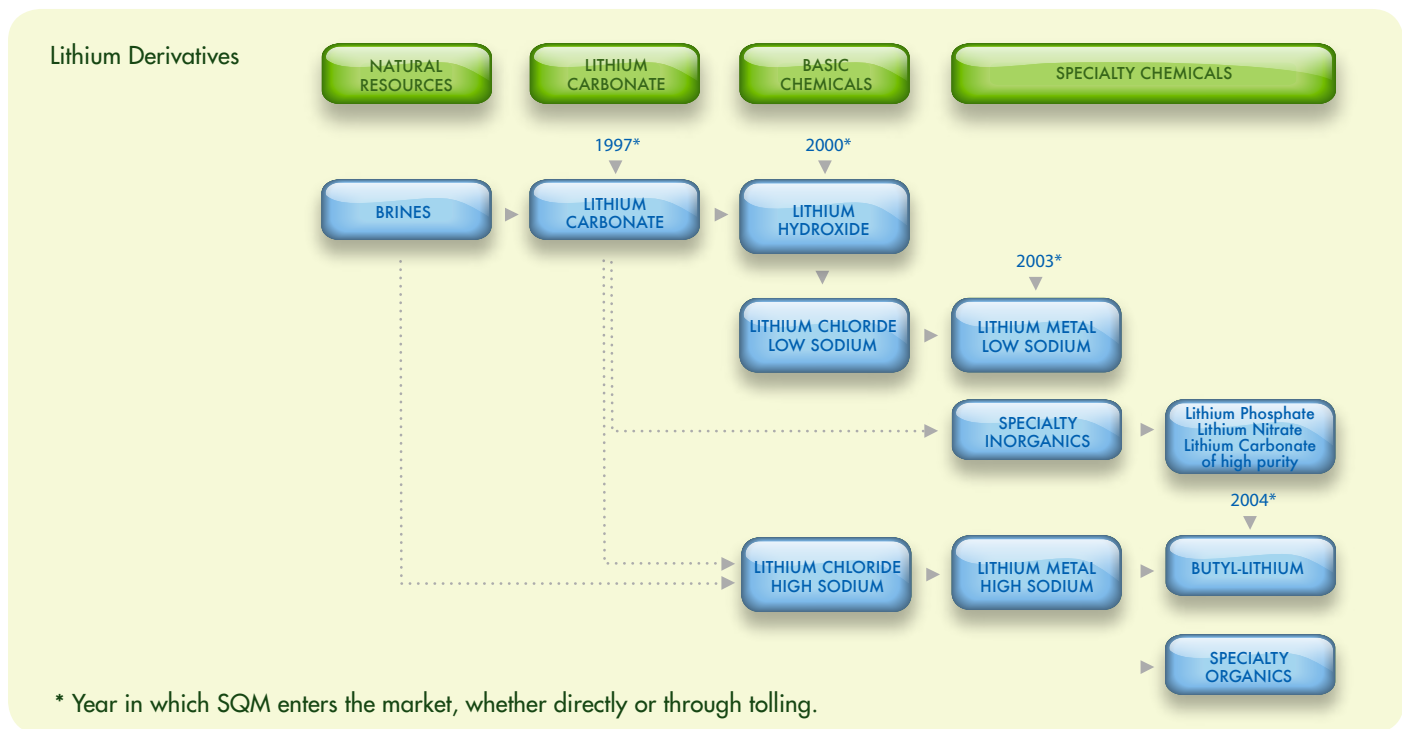 Lithium Derivatives
NATURAL
RESOURCES
LITHIUM
CARBONATE
BASIC
CHEMICALS
SPECIALTY CHEMICALS
1997*
2000*
BRINES
LITHIUM
CARBONATE
LITHIUM
HYDROXIDE
2003*
LITHIUM CHLORIDE
LOW SODIUM
LITHIUM METAL
LOW SODIUM
SPECIALTY
INORGANICS
Lithium Phosphate
Lithium Nitrate
Lithium Carbonate
of high purity
2004*
LITHIUM CHLORIDE
HIGH SODIUM
LITHIUM METAL
HIGH SODIUM
BUTYL-LITHIUM
SPECIALTY
ORGANICS
* Year in which SQM enters the market, whether directly or through tolling.